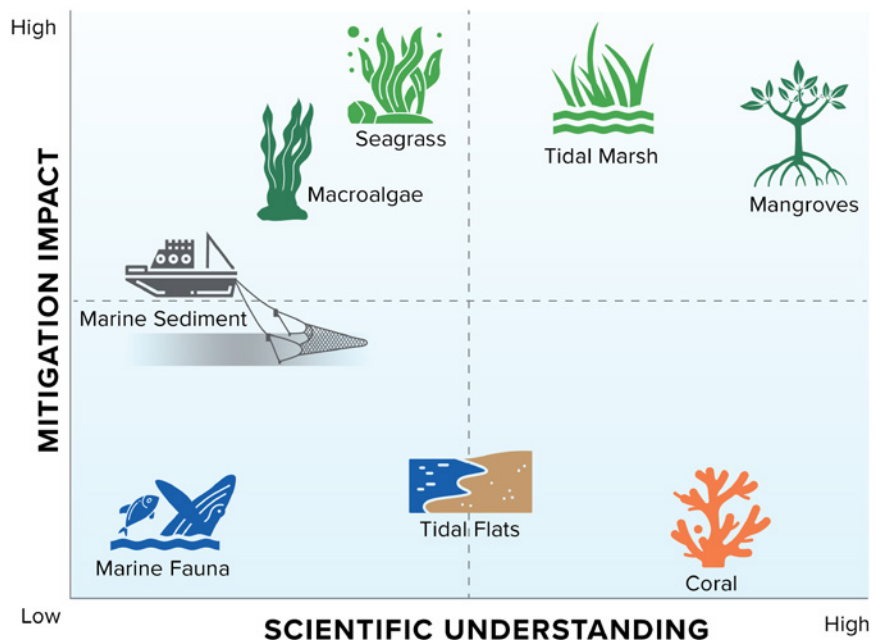 High
Seagrass
Tidal Marsh
Macroalgae
Mangroves
Marine Sediment
MITIGATION IMPACT
Tidal Flats
Marine Fauna
Coral
Low
SCIENTIFIC UNDERSTANDING
High